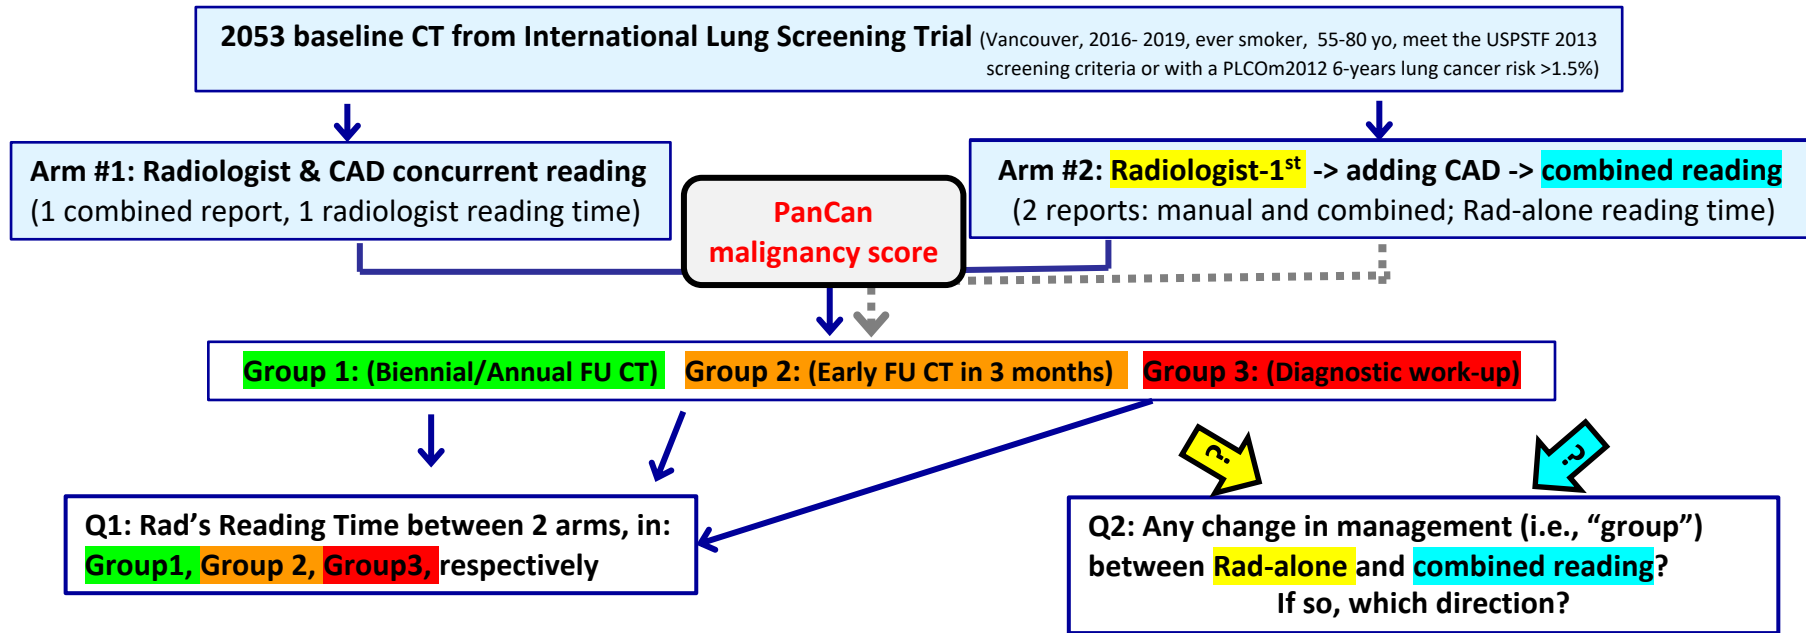 2053 baseline CT from International Lung Screening Trial (Vancouver, 2016- 2019, ever smoker, 55-80 yo, meet the USPSTF 2013
screening criteria or with a PLCOm2012 6-years lung cancer risk >1.5%)
Arm #1: Radiologist & CAD concurrent reading
(1 combined report, 1 radiologist reading time)
PanCan
malignancy score
Arm #2: Radiologist-1st -> adding CAD -> combined reading
(2 reports: manual and combined; Rad-alone reading time)
Group 1: (Biennial/Annual FU CT) Group 2: (Early FU CT in 3 months) Group 3: (Diagnostic work-up)
?
?
Q1: Rad’s Reading Time between 2 arms, in:
Group1, Group 2, Group3, respectively
Q2: Any change in management (i.e., “group”)
between Rad-alone and combined reading?
If so, which direction?